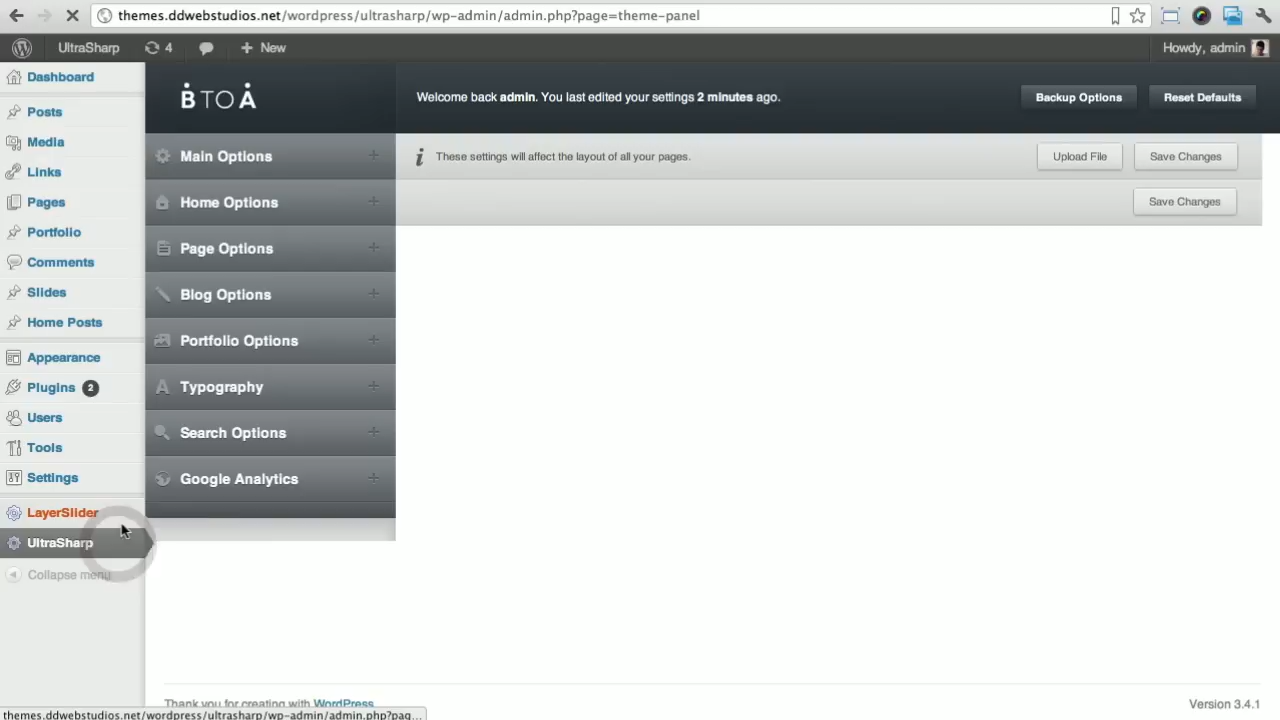 themes.ddwebstudios.net/wordpress/ultrasharp/wp-admin/admin.php?page=theme-panel
UltraSharp 4 New Howdy, admin
Dashboard
Posts
Media
Links
Pages
Portfolio
Comments
Slides
Home Posts
Appearance
Plugins 2
Users
Tools
Settings
LayerSlider
UltraSharp
Collapse menu
B TO A
Welcome back admin. You last edited your settings 2 minutes ago.
Backup Options
Reset Defaults
Main Options
Home Options
Page Options
Blog Options
Portfolio Options
Typography
Search Options
Google Analytics
These settings will affect the layout of all your pages.
Upload File
Save Changes
Save Changes
Thank you for creating with WordPress
Version 3.4.1
themes.ddwebstudios.net/wordpress/ultrasharp/wp-admin/admin.php?pag...